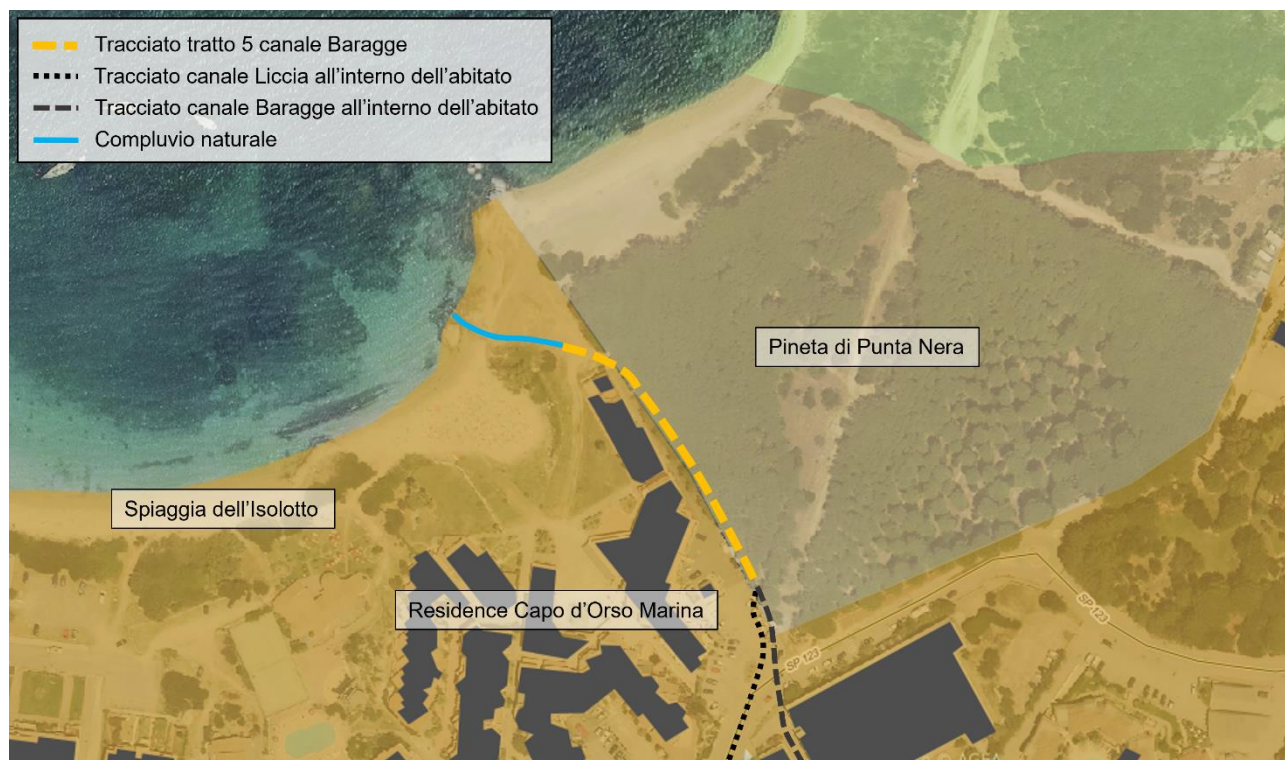 Tracciato tratto 5 canale Baragge
Tracciato canale Liccia all'interno dell'abitato
Tracciato canale Baragge all'interno dell'abitato
Compluvio naturale
Pineta di Punta Nera
Spiaggia dell'Isolotto
Residence Capo d'Orso Marina
SP 123
SP 123